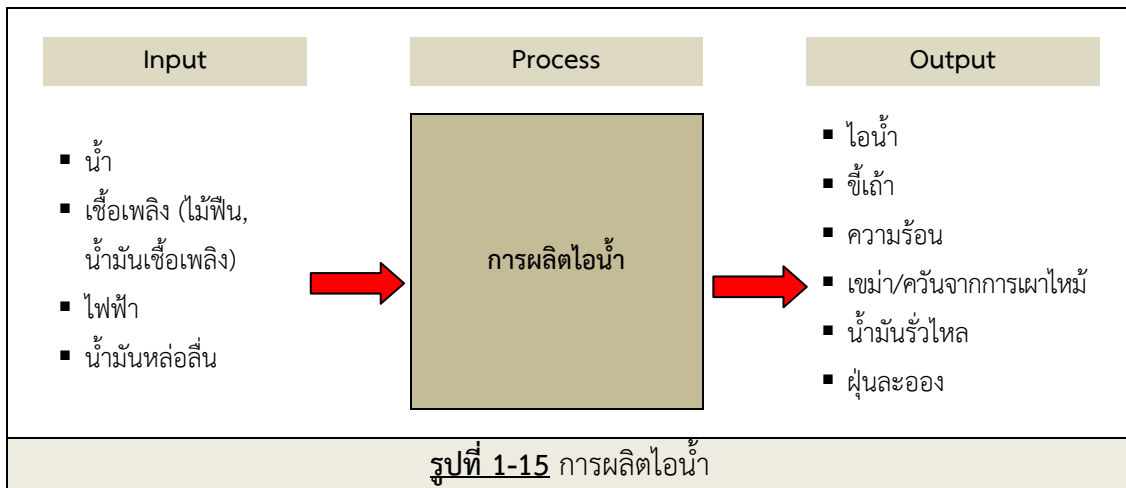 Input
▪ น้ำ
▪ เชื้อเพลิง (ไม้ฟืน,
น้ำมันเชื้อเพลิง)
▪ ไฟฟ้า
▪ น้ำมันหล่อลื่น
Process
การผลิตไอน้ำ
Output
▪ ไอน้ำ
▪ ขี้เถ้า
▪ ความร้อน
▪ เขม่า/ควันจากการเผาไหม้
▪ น้ำมันรั่วไหล
▪ ฝุ่นละออง
รูปที่ 1-15 การผลิตไอน้ำ